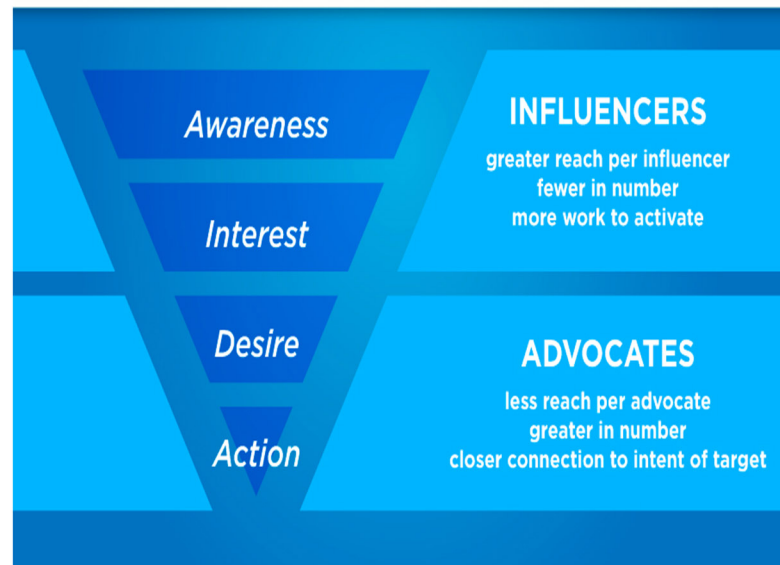 Awareness
Interest
Desire
Action
INFLUENCERS
greater reach per influencer
fewer in number
more work to activate
ADVOCATES
less reach per advocate
greater in number
closer connection to intent of target